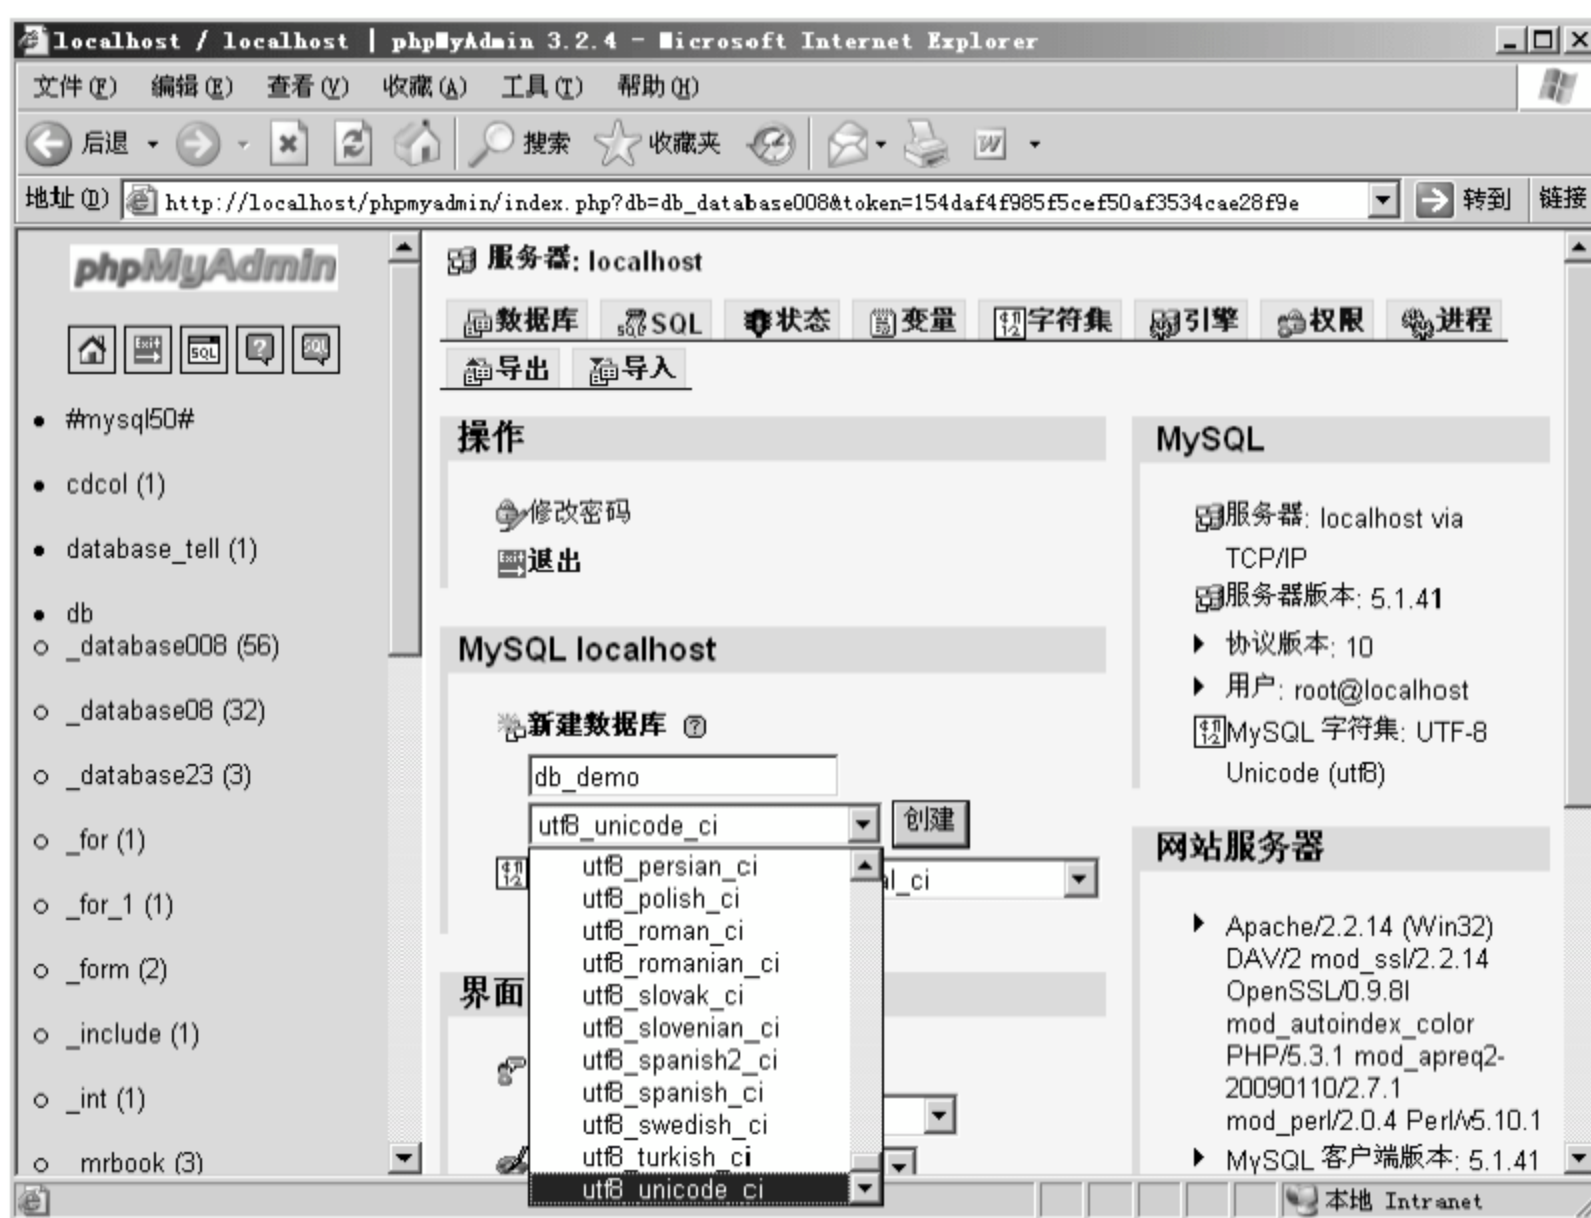 localhost / localhost | phpMyAdmin 3.2.4 - Microsoft Internet Explorer
文件(F) 编辑(E) 查看(V) 收藏(A) 工具(T) 帮助(H)
后退 搜索 收藏夹
地址(D) http://localhost/phpmyadmin/index.php?db=db_database008&token=154daf4f985f5cef50af3534cae28f9e 转到 链接
phpMyAdmin
Exit SQL ? SQL
#mysql50#
cdcol (1)
database_tell (1)
db
_database008 (56)
_database08 (32)
_database23 (3)
_for (1)
_for_1 (1)
_form (2)
_include (1)
_int (1)
mrbook (3)
服务器: localhost
数据库 SQL 状态 变量 字符集 引擎 权限 进程
导出 导入
操作
修改密码
Exit 退出
MySQL localhost
新建数据库 ?
db_demo
utf8_unicode_ci 创建
al_ci
utf8_persian_ci
utf8_polish_ci
utf8_roman_ci
utf8_romanian_ci
utf8_slovak_ci
utf8_slovenian_ci
utf8_spanish2_ci
utf8_spanish_ci
utf8_swedish_ci
utf8_turkish_ci
utf8_unicode_ci
界面
MySQL
服务器: localhost via
TCP/IP
服务器版本: 5.1.41
协议版本: 10
用户: root@localhost
MySQL 字符集: UTF-8
Unicode (utf8)
网站服务器
Apache/2.2.14 (Win32)
DAV/2 mod_ssl/2.2.14
OpenSSL/0.9.8l
mod_autoindex_color
PHP/5.3.1 mod_apreq2-
20090110/2.7.1
mod_perl/2.0.4 Perl/v5.10.1
MySQL 客户端版本: 5.1.41
本地 Intranet